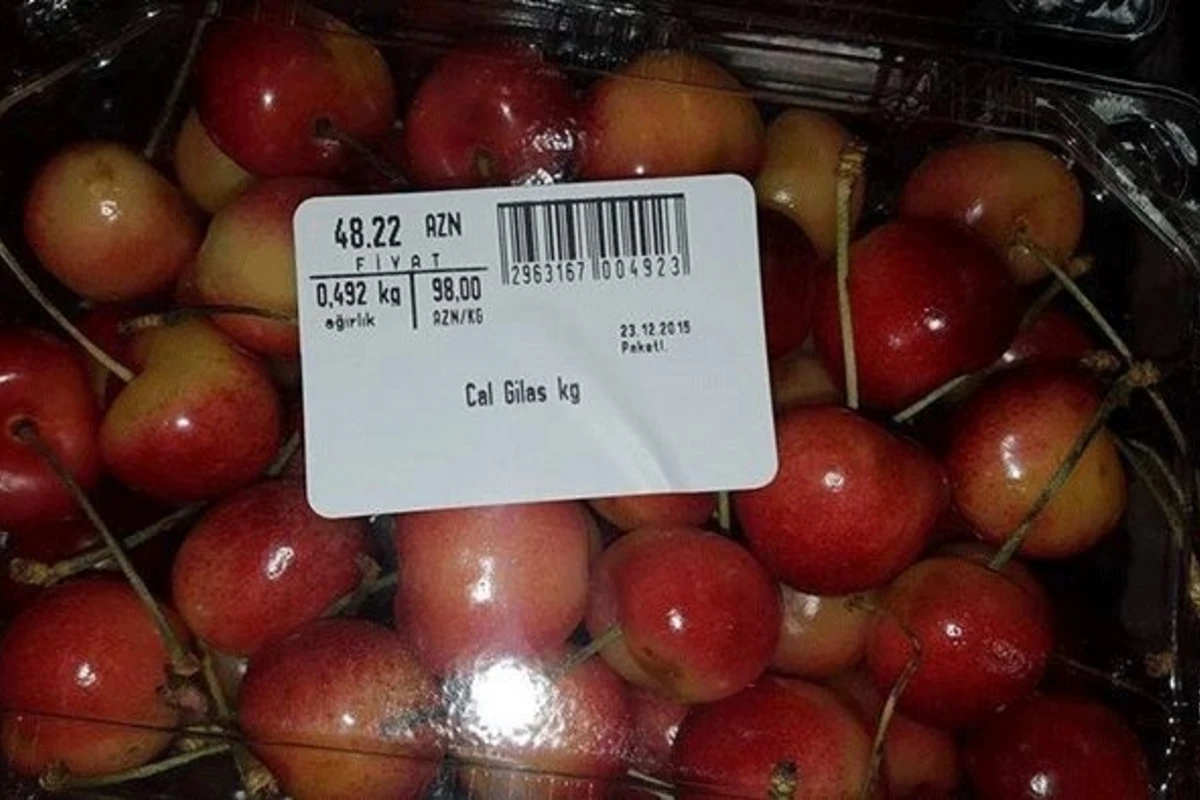 48.22 AZN
FİYAT
0,492 kg 98,00
ağırlık AZN/KG
2963167 004923
23.12.2015
Paketl.
Cal Gilas kg